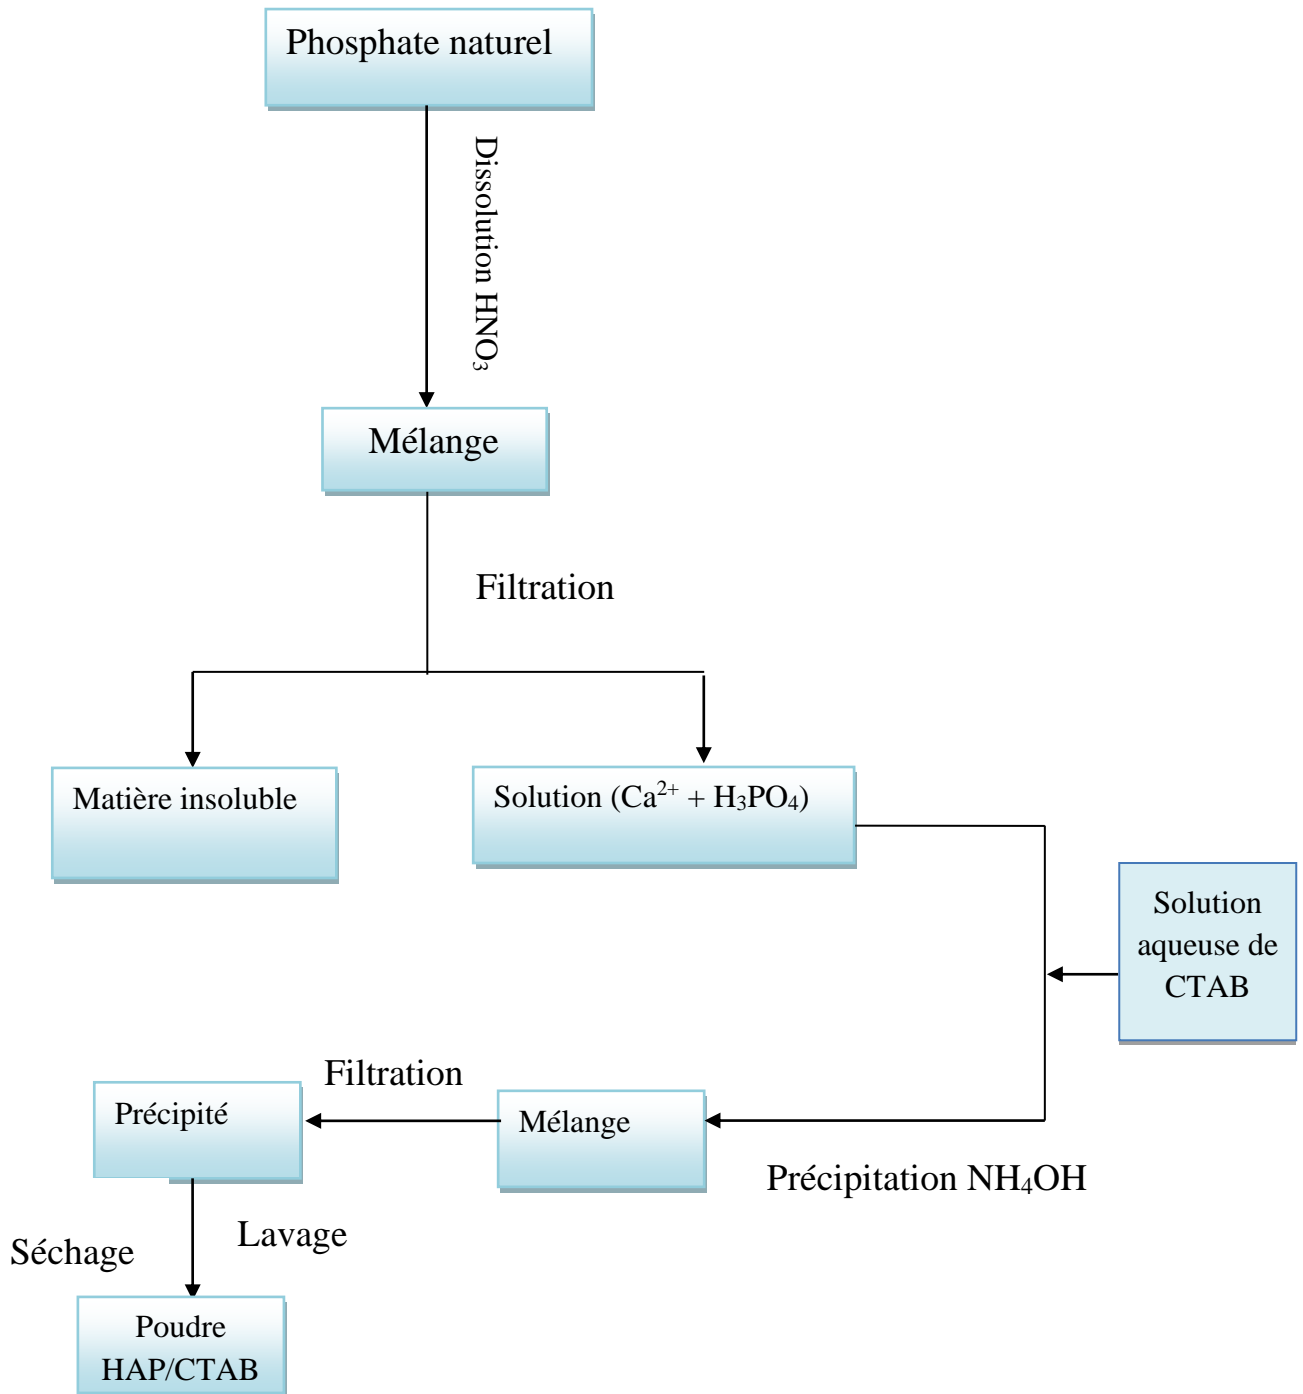 Phosphate naturel
Dissolution HNO₃
Mélange
Filtration
Matière insoluble
Solution (Ca²⁺ + H₃PO₄)
Solution
aqueuse de
CTAB
Filtration
Précipité
Mélange
Précipitation NH₄OH
Lavage
Séchage
Poudre
HAP/CTAB